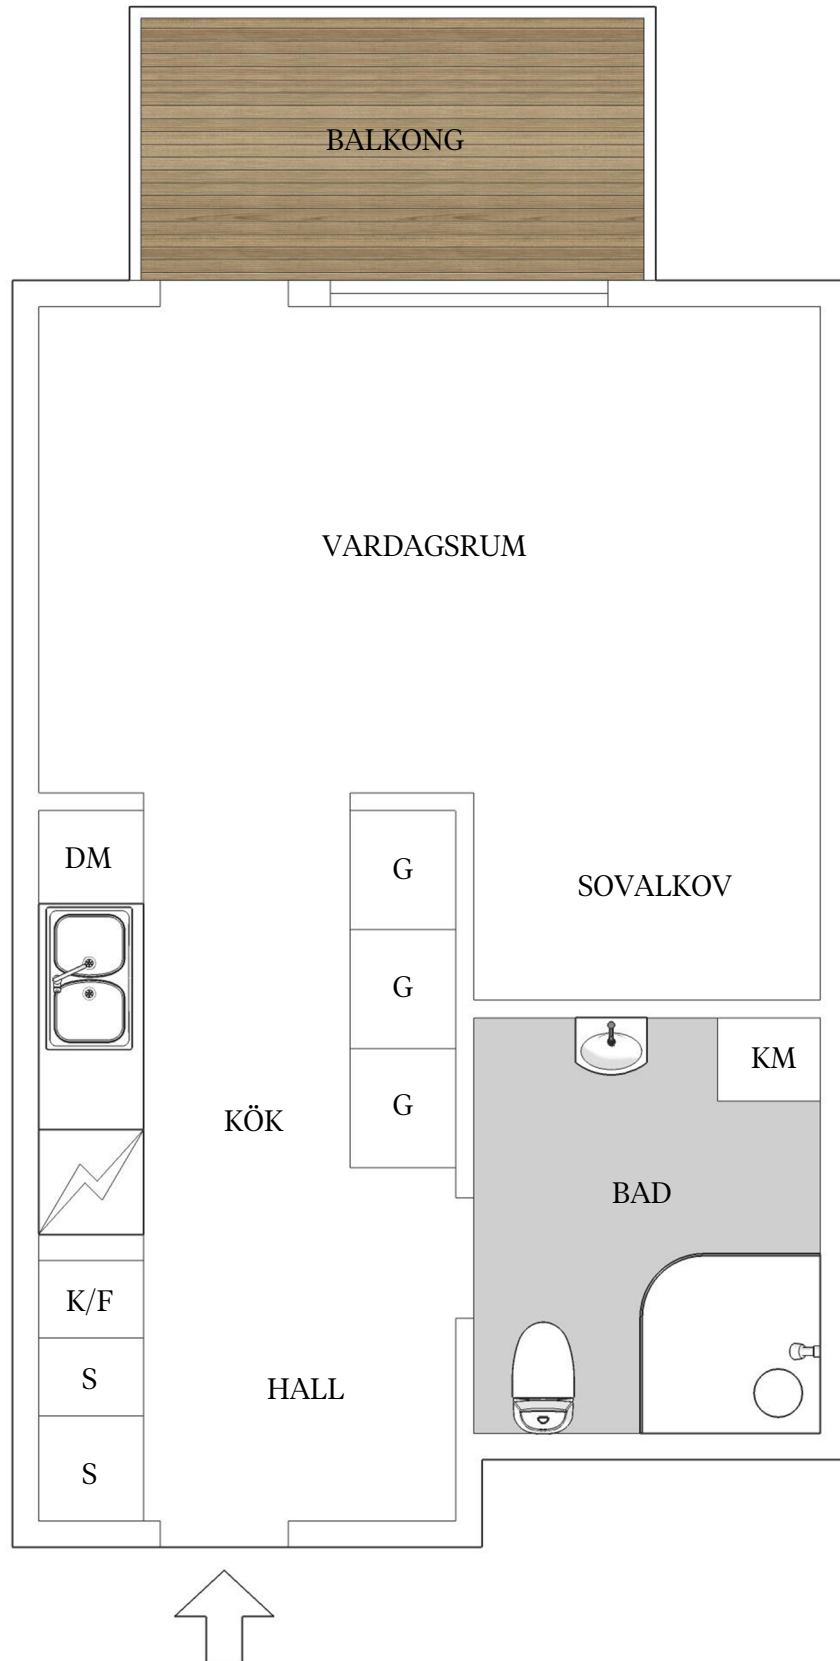 BALKONG
VARDAGSRUM
DM
G
SOVALKOV
G
KM
G
KÖK
BAD
K/F
S
HALL
S